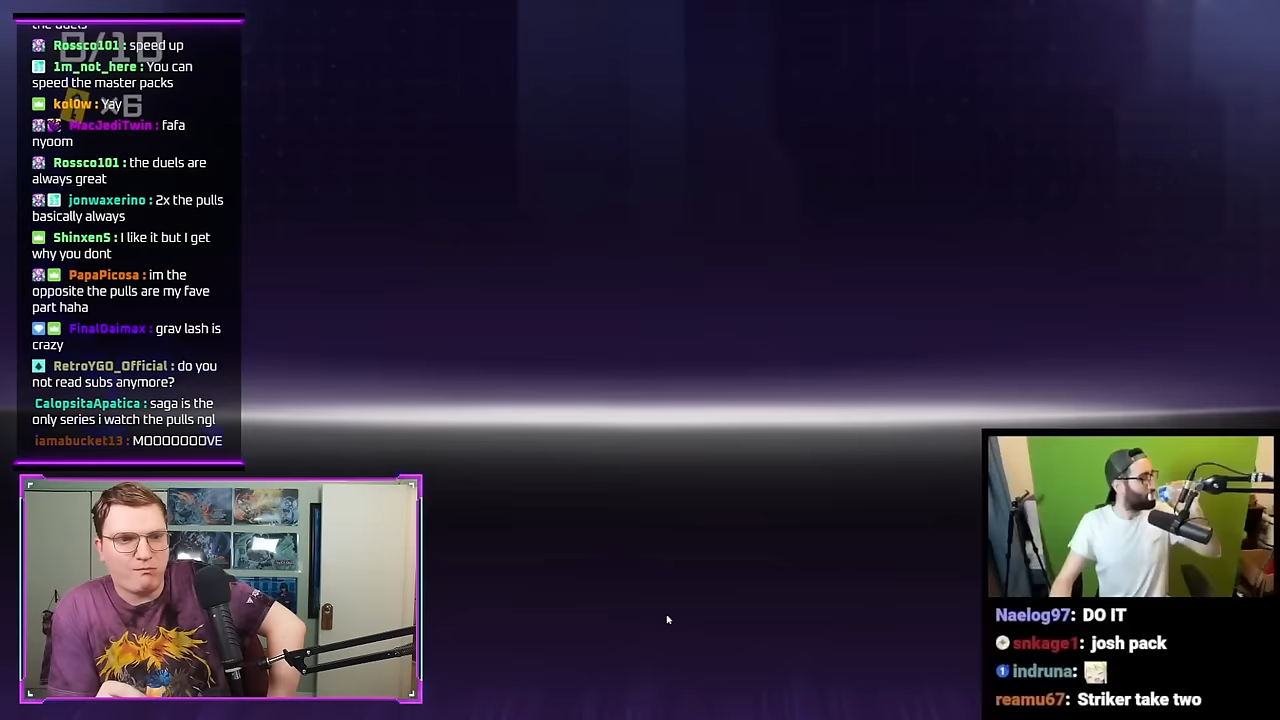 the duels
Rossco101 : speed up
1m_not_here : You can
speed the master packs
kol0w : Yay
MacJediTwin : fafa
nyoom
Rossco101 : the duels are
always great
jonwaxerino : 2x the pulls
basically always
ShinxenS : I like it but I get
why you dont
PapaPicosa : im the
opposite the pulls are my fave
part haha
FinalDaimax : grav lash is
crazy
RetroYGO_Official : do you
not read subs anymore?
CalopsitaApatica : saga is the
only series i watch the pulls ngl
iamabucket13 : MOOOOOOOVE
×6
Naelog97: DO IT
snkage1: josh pack
1 indruna:
reamu67: Striker take two